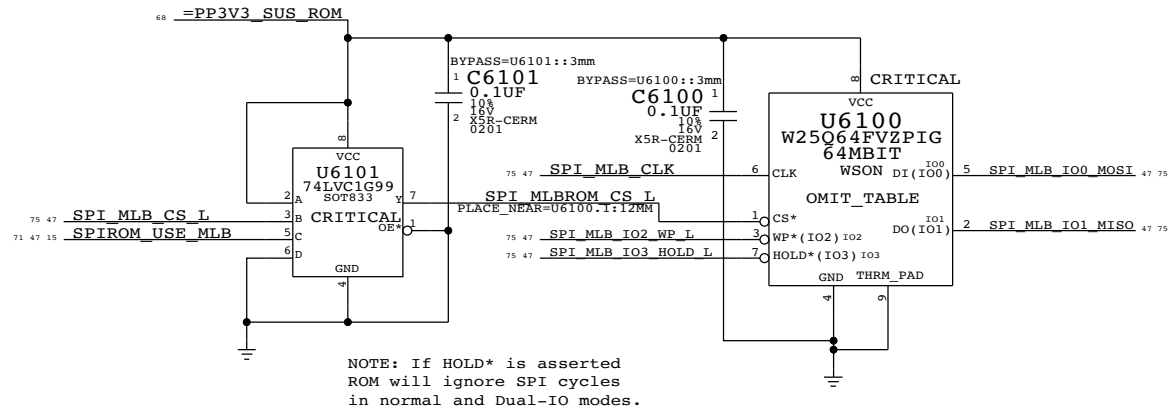 68 =PP3V3_SUS_ROM
BYPASS=U6101::3mm
1 C6101
0.1UF
10%
16V
2 X5R-CERM
0201
BYPASS=U6100::3mm
C6100 1
0.1UF
10%
16V
X5R-CERM 2
0201
8 CRITICAL
VCC
U6100
W25Q64FVZPIG
64MBIT
WSON
OMIT_TABLE
75 47 SPI_MLB_CLK 6 CLK
IO0
DI(IO0) 5 SPI_MLB_IO0_MOSI 47 75
SPI_MLBROM_CS_L
PLACE_NEAR=U6100.1:12MM
1 CS*
IO1
DO(IO1) 2 SPI_MLB_IO1_MISO 47 75
75 47 SPI_MLB_IO2_WP_L 3 WP*(IO2) IO2
75 47 SPI_MLB_IO3_HOLD_L 7 HOLD*(IO3) IO3
GND THRM_PAD
4 9
8
VCC
U6101
74LVC1G99
SOT833
CRITICAL
2 A
Y 7
75 47 SPI_MLB_CS_L 3 B
71 47 15 SPIROM_USE_MLB 5 C
OE* 1
6 D
GND
4
NOTE: If HOLD* is asserted
ROM will ignore SPI cycles
in normal and Dual-IO modes.